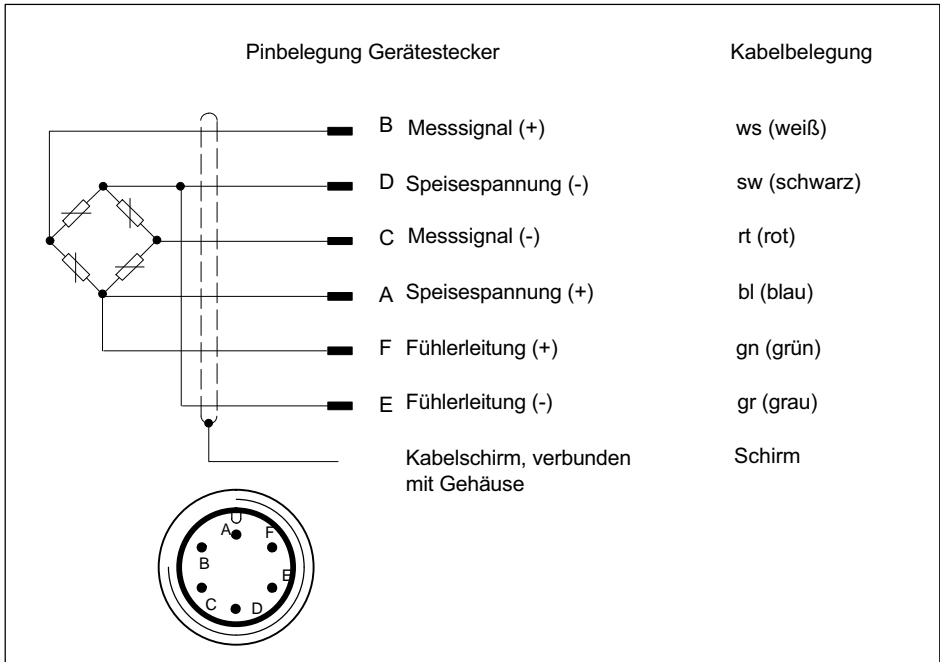 Pinbelegung Gerätestecker Kabelbelegung
B Messsignal (+) ws (weiß)
D Speisespannung (-) sw (schwarz)
C Messsignal (-) rt (rot)
A Speisespannung (+) bl (blau)
F Fühlerleitung (+) gn (grün)
E Fühlerleitung (-) gr (grau)
Kabelschirm, verbunden Schirm
mit Gehäuse
A F
B
E
C D